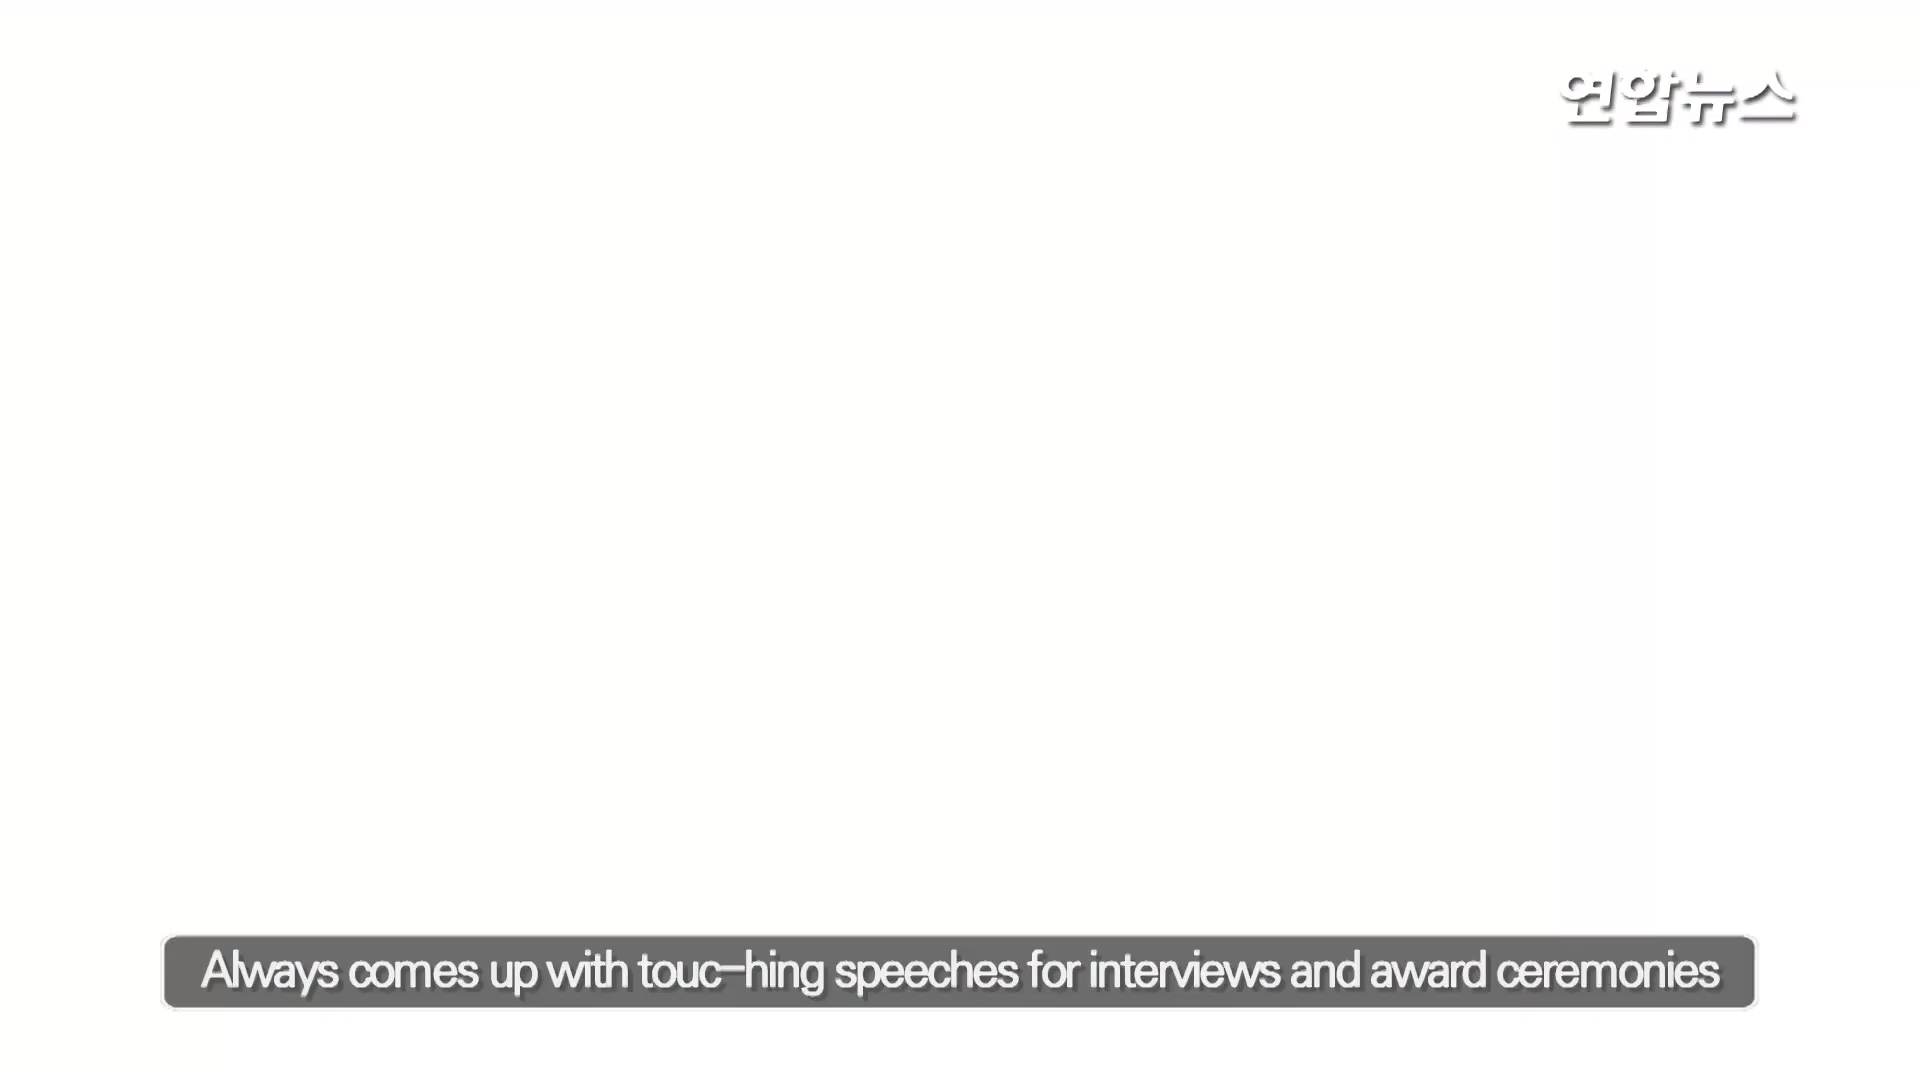 연합뉴스
Always comes up with touc-hing speeches for interviews and award ceremonies